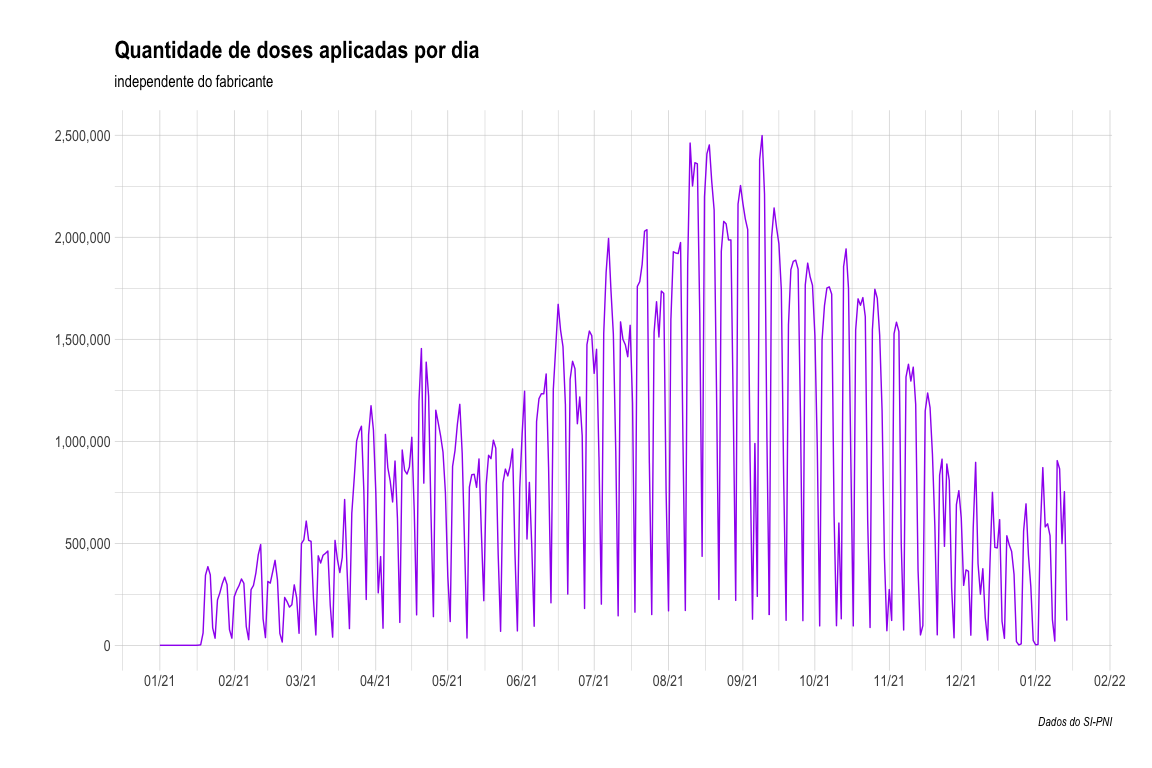 Quantidade de doses aplicadas por dia
independente do fabricante
2,500,000
2,000,000
1,500,000
1,000,000
500,000
0
01/21 02/21 03/21 04/21 05/21 06/21 07/21 08/21 09/21 10/21 11/21 12/21 01/22 02/22
Dados do SI-PNI